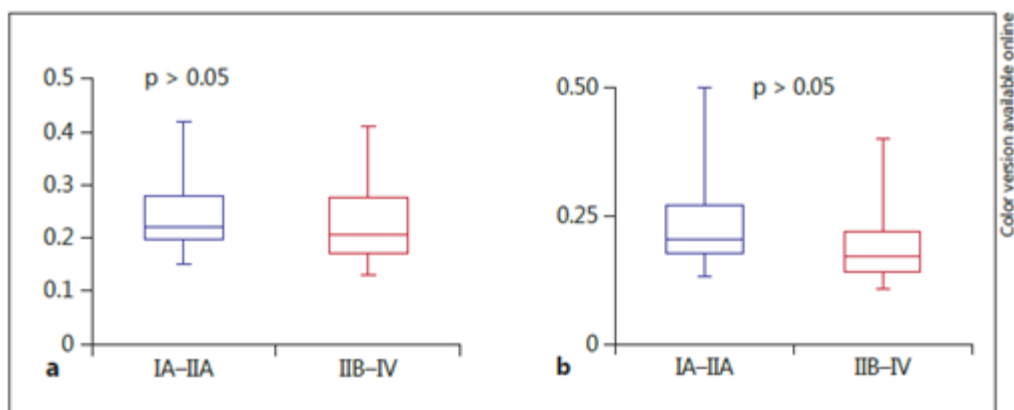 0.5
p > 0.05
0.4
0.3
0.2
0.1
0
a
IA–IIA
IIB–IV
0.50
p > 0.05
0.25
0
b
IA–IIA
IIB–IV
Color version available online